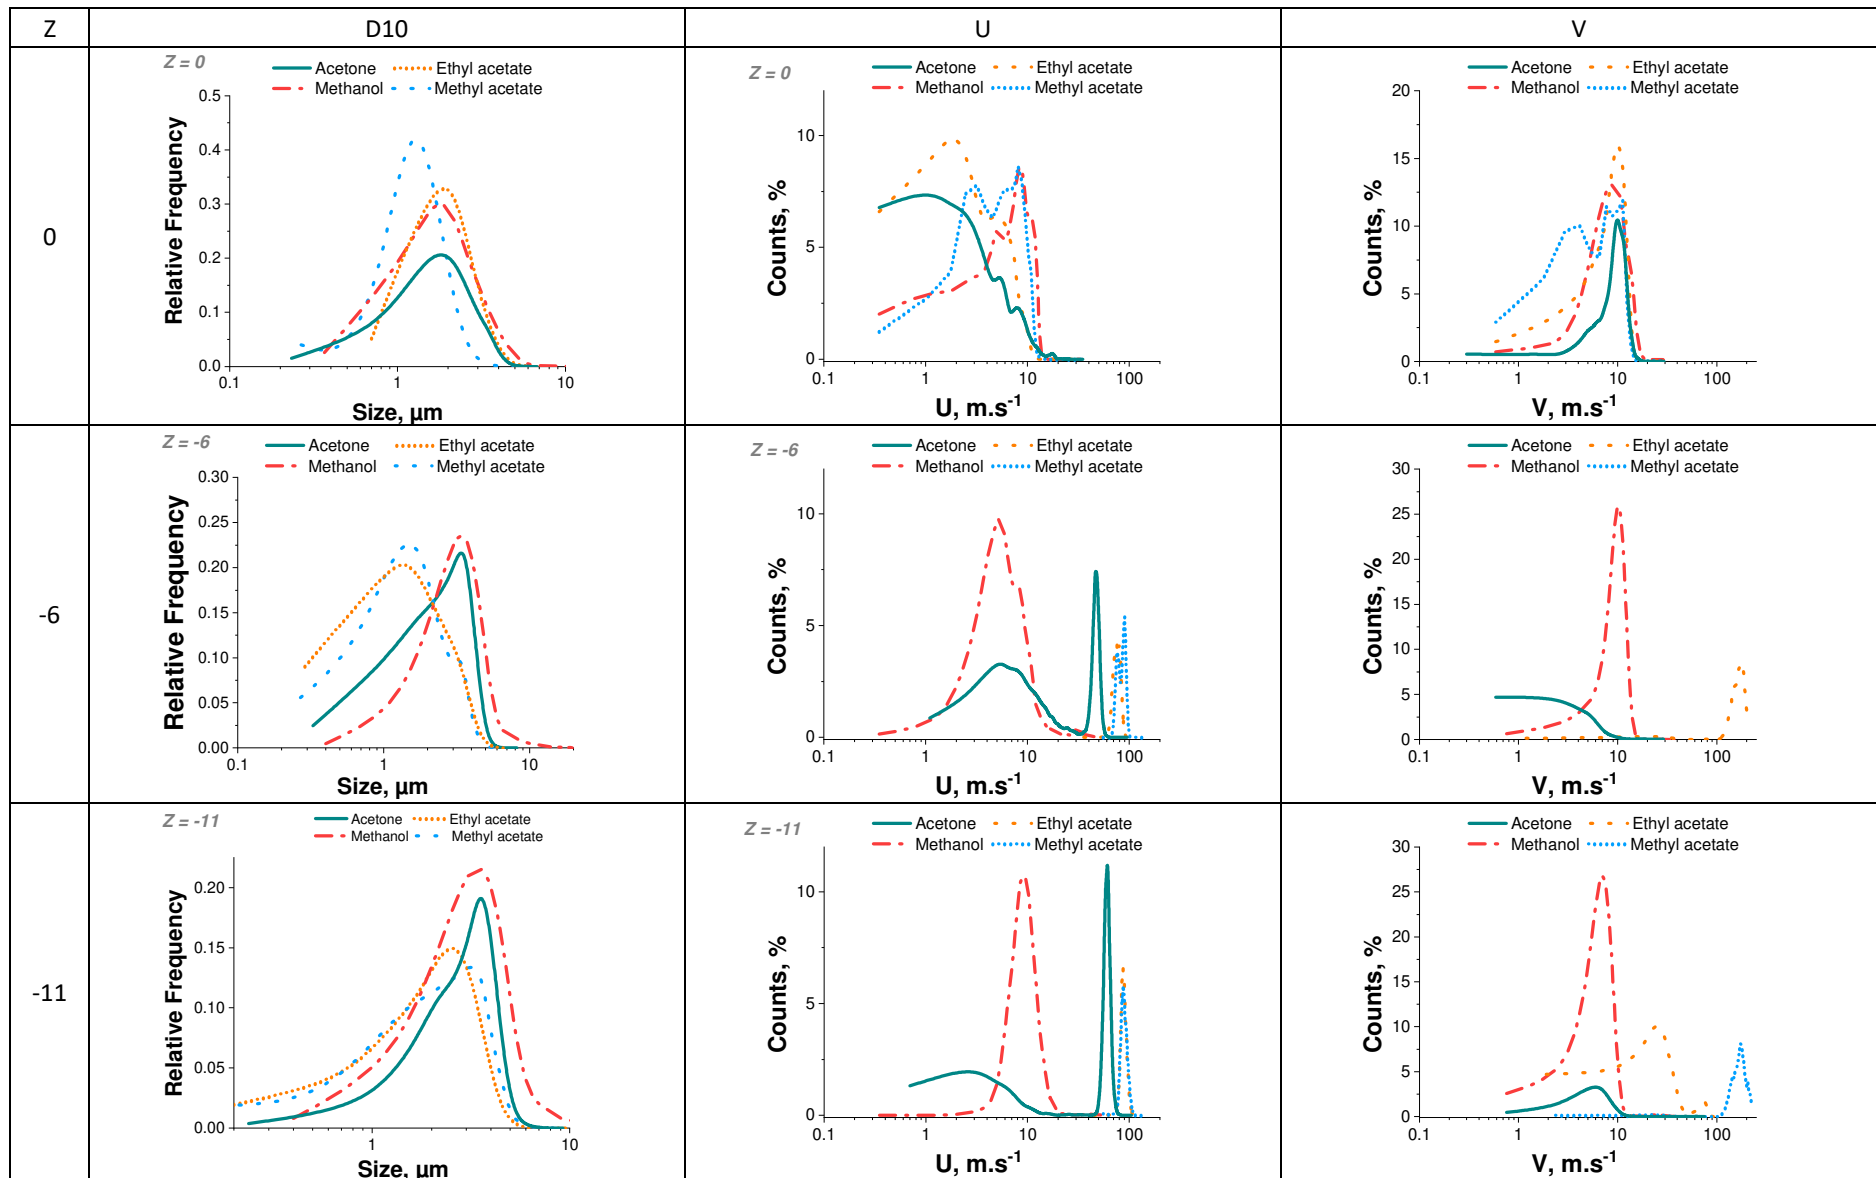 Z D10 U V
0
Z = 0
Acetone Ethyl acetate
Methanol Methyl acetate
0.5
0.4
0.3
0.2
0.1
0.0
0.1 1 10
Relative Frequency
Size, µm
Z = 0
Acetone Ethyl acetate
Methanol Methyl acetate
10
5
0
0.1 1 10 100
Counts, %
U, m.s-1
Acetone Ethyl acetate
Methanol Methyl acetate
20
15
10
5
0
0.1 1 10 100
Counts, %
V, m.s-1
-6
Z = -6
Acetone Ethyl acetate
Methanol Methyl acetate
0.30
0.25
0.20
0.15
0.10
0.05
0.00
0.1 1 10
Relative Frequency
Size, µm
Z = -6
Acetone Ethyl acetate
Methanol Methyl acetate
10
5
0
0.1 1 10 100
Counts, %
U, m.s-1
Acetone Ethyl acetate
Methanol Methyl acetate
30
25
20
15
10
5
0
0.1 1 10 100
Counts, %
V, m.s-1
-11
Z = -11
Acetone Ethyl acetate
Methanol Methyl acetate
0.20
0.15
0.10
0.05
0.00
1 10
Relative Frequency
Size, µm
Z = -11
Acetone Ethyl acetate
Methanol Methyl acetate
10
5
0
0.1 1 10 100
Counts, %
U, m.s-1
Acetone Ethyl acetate
Methanol Methyl acetate
30
25
20
15
10
5
0
0.1 1 10 100
Counts, %
V, m.s-1